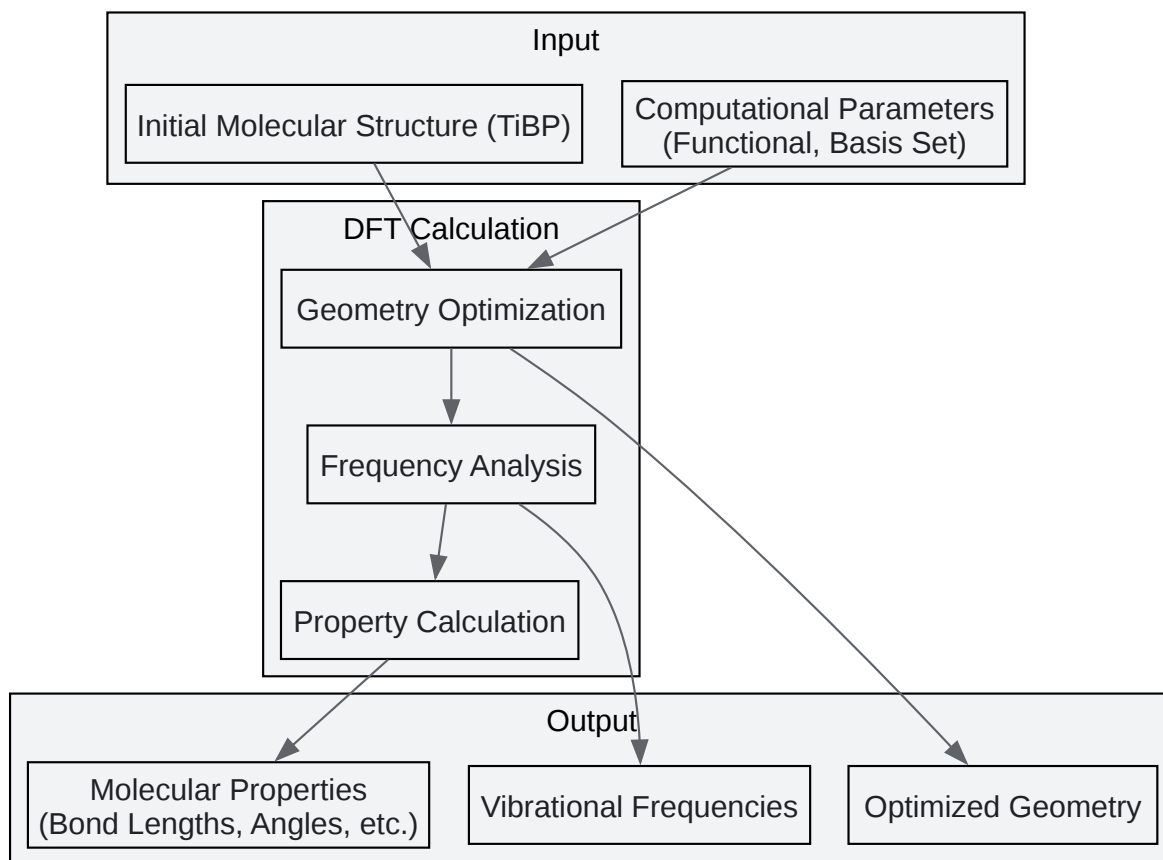 Input
Initial Molecular Structure (TiBP)
Computational Parameters
(Functional, Basis Set)
DFT Calculation
Geometry Optimization
Frequency Analysis
Property Calculation
Output
Molecular Properties
(Bond Lengths, Angles, etc.)
Vibrational Frequencies
Optimized Geometry